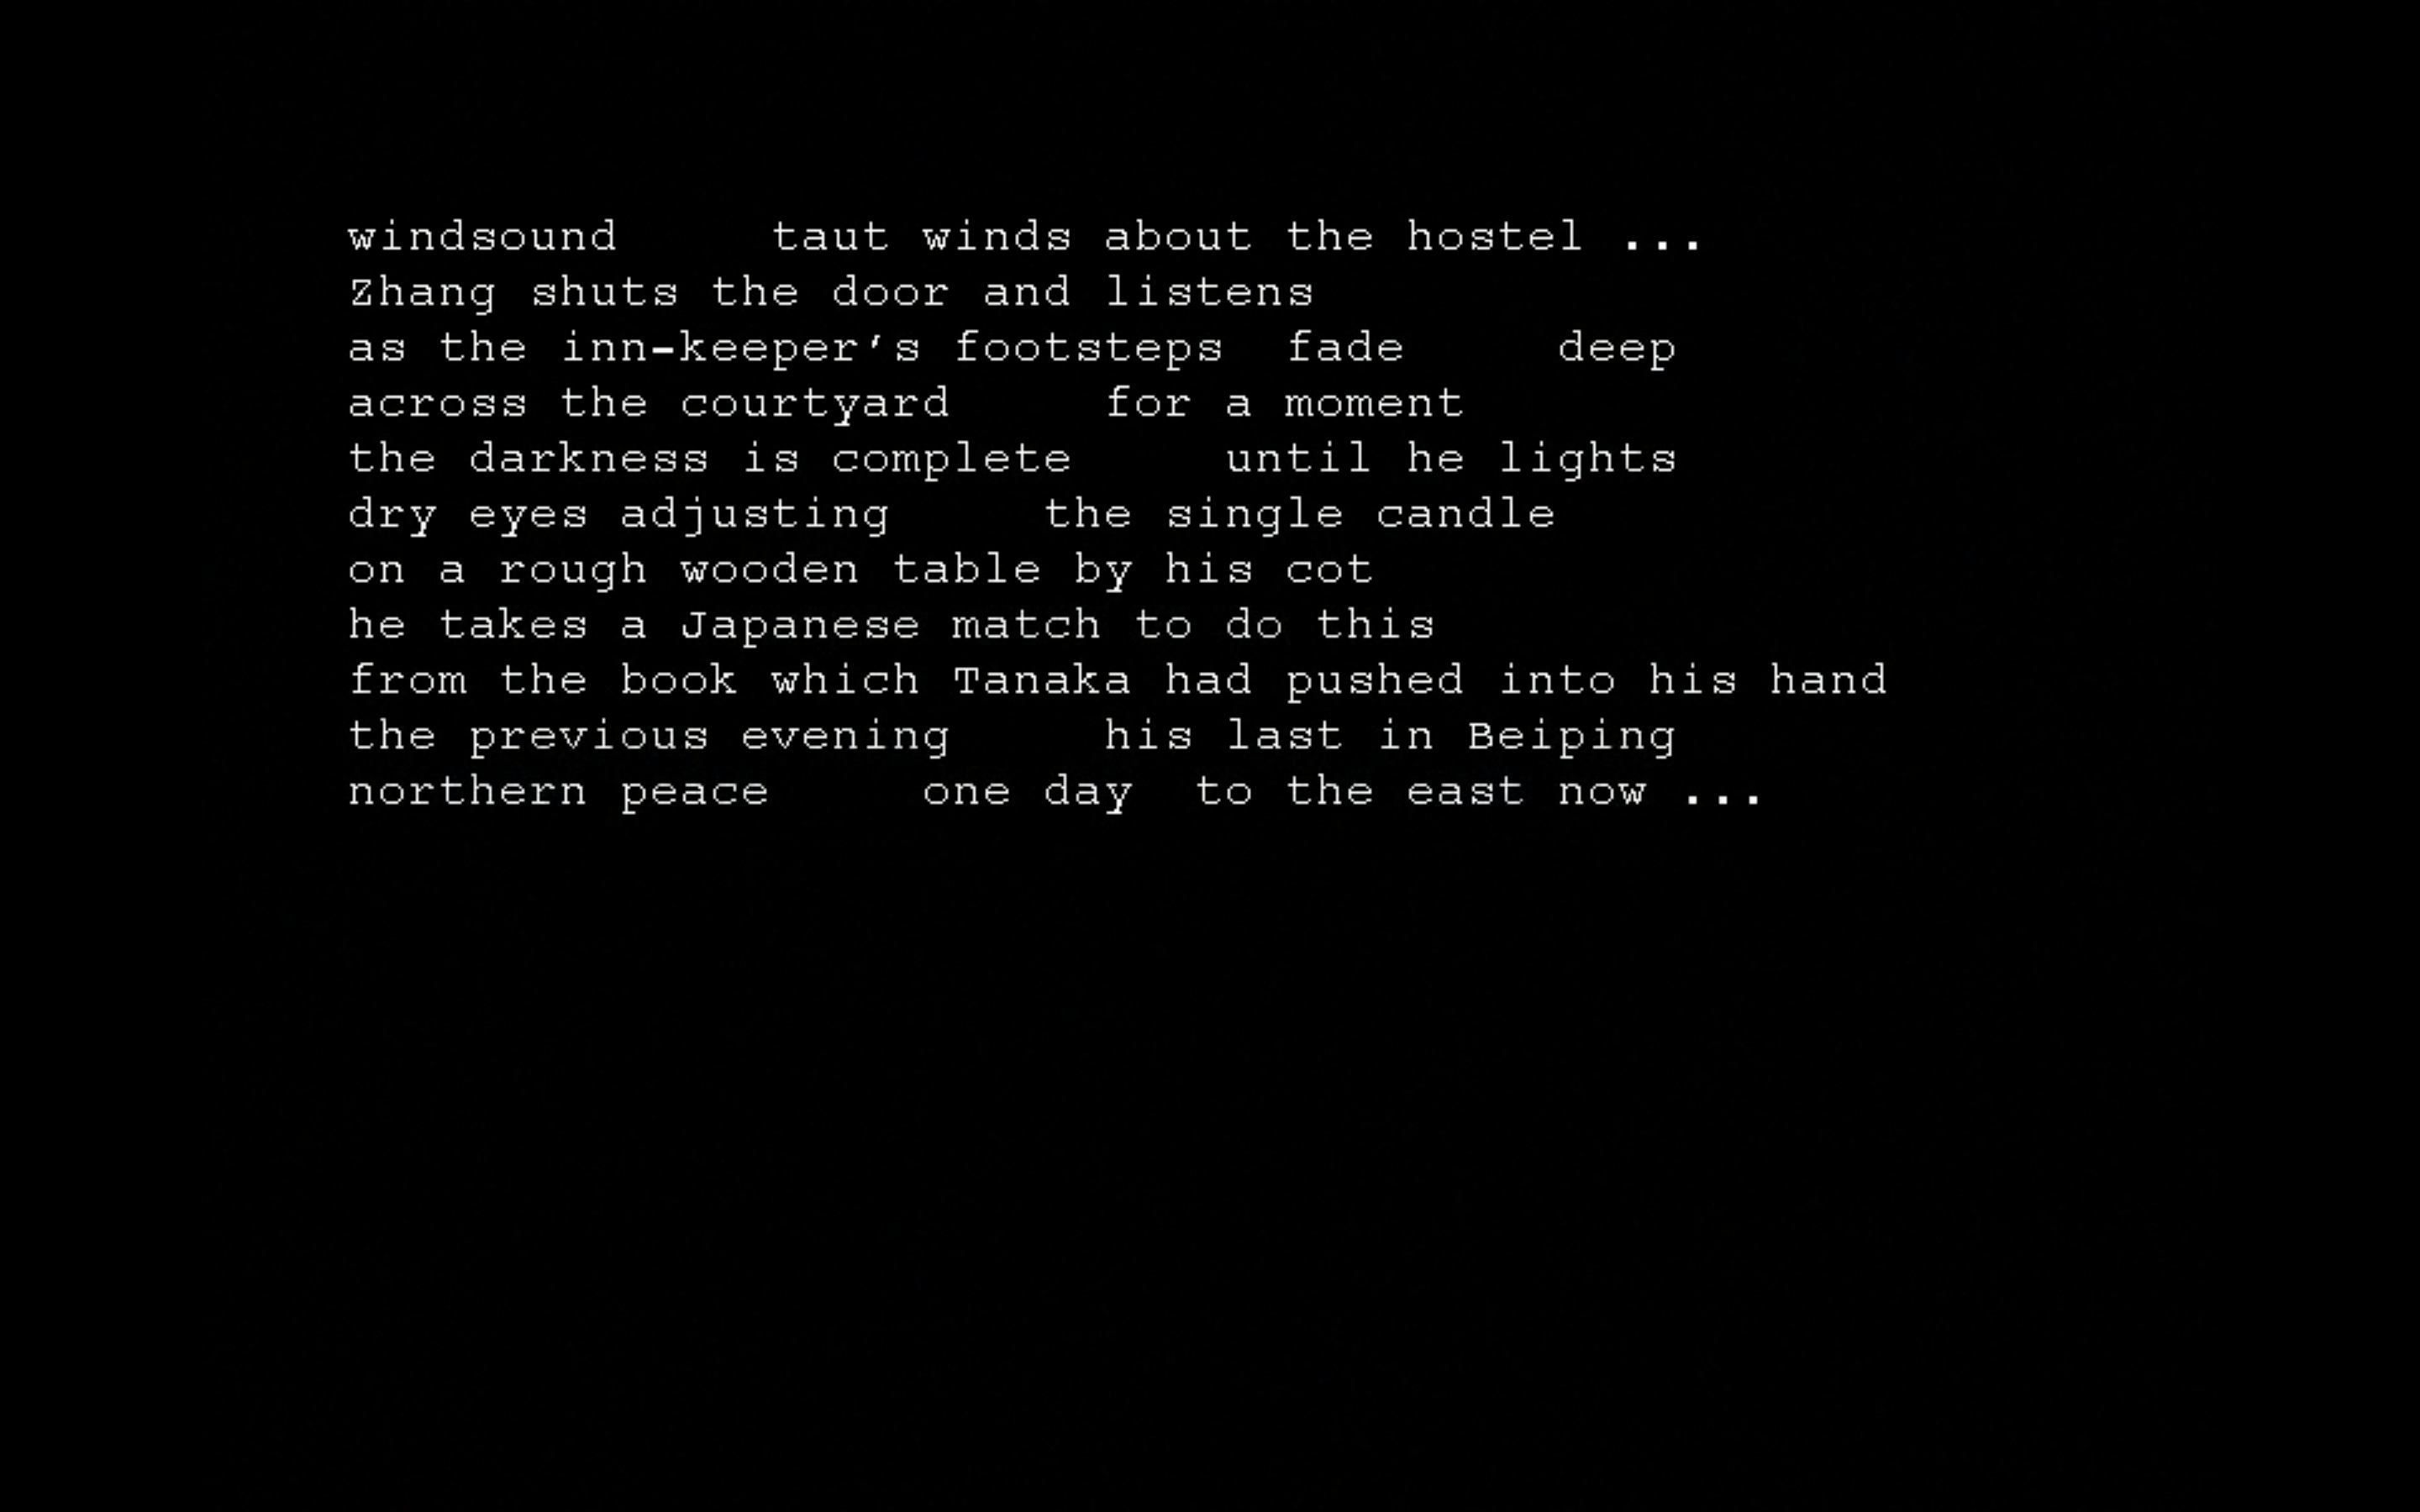 windsound     taut winds about the hostel ...
Zhang shuts the door and listens
as the inn-keeper's footsteps  fade     deep
across the courtyard     for a moment
the darkness is complete     until he lights
dry eyes adjusting     the single candle
on a rough wooden table by his cot
he takes a Japanese match to do this
from the book which Tanaka had pushed into his hand
the previous evening     his last in Beiping
northern peace     one day  to the east now ...